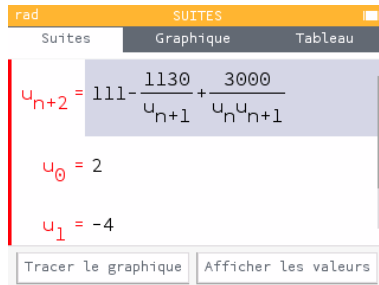 rad SUITES
Suites Graphique Tableau
uₙ₊₂ = 111-1130/uₙ₊₁+3000/uₙuₙ₊₁
u₀ = 2
u₁ = -4
Tracer le graphique Afficher les valeurs